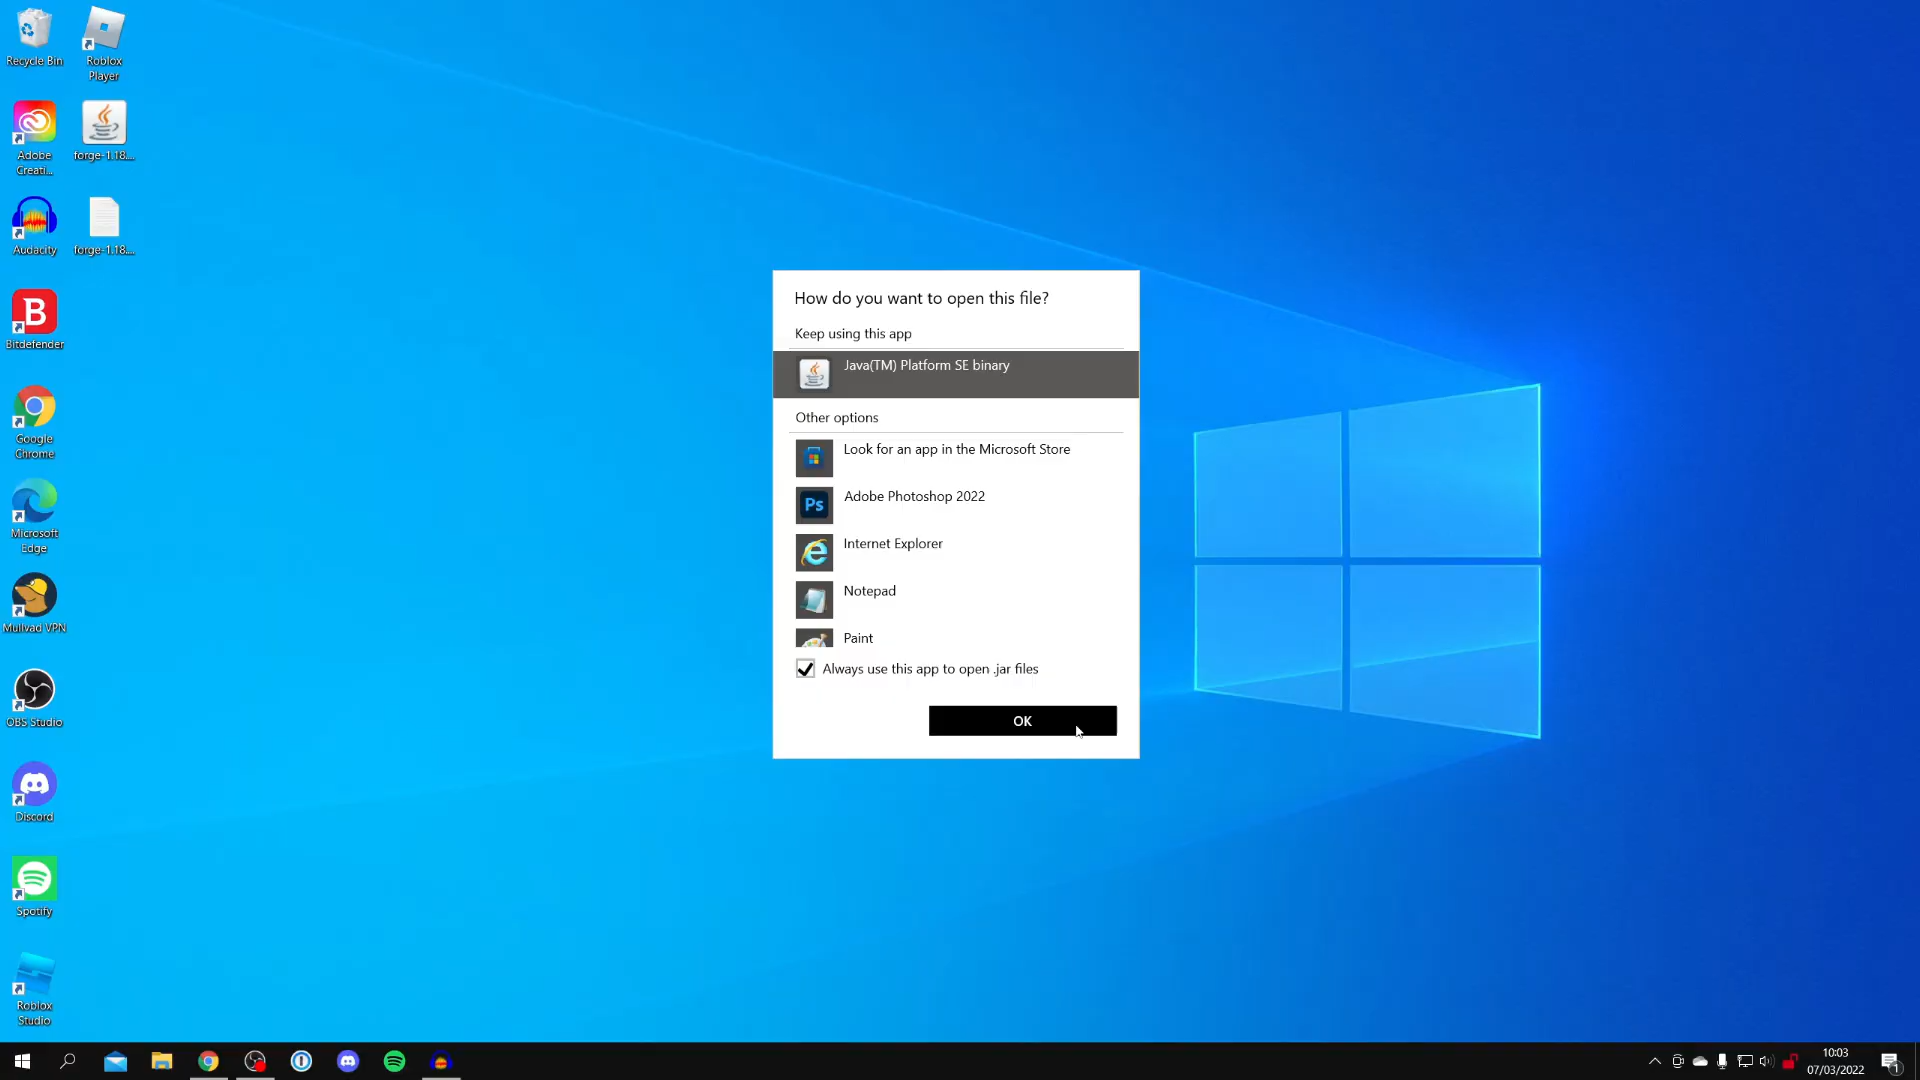 Recycle Bin
Roblox
Player
Adobe
Creati...
forge-1.18....
Audacity
forge-1.18....
B
Bitdefender
Google
Chrome
Microsoft
Edge
Mullvad VPN
OBS Studio
Discord
Spotify
Roblox
Studio
How do you want to open this file?
Keep using this app
Java(TM) Platform SE binary
Other options
Look for an app in the Microsoft Store
Ps
Adobe Photoshop 2022
Internet Explorer
Notepad
Paint
Always use this app to open .jar files
OK
10:03
07/03/2022
1